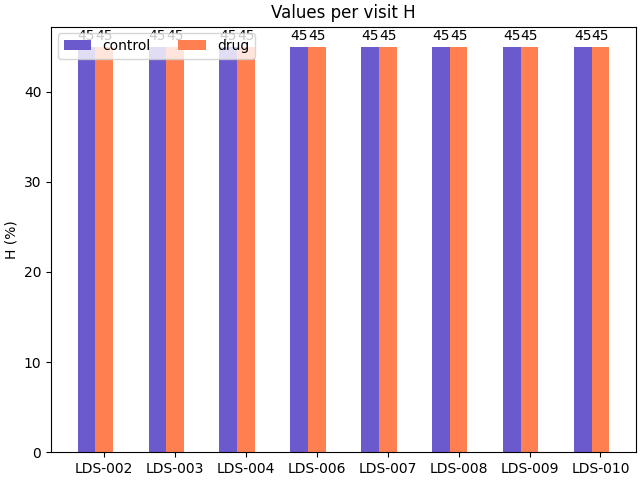 Values per visit H
control drug
45 45 45 45 45 45 45 45 45 45 45 45 45 45 45 45
H (%)
40
30
20
10
0
LDS-002 LDS-003 LDS-004 LDS-006 LDS-007 LDS-008 LDS-009 LDS-010